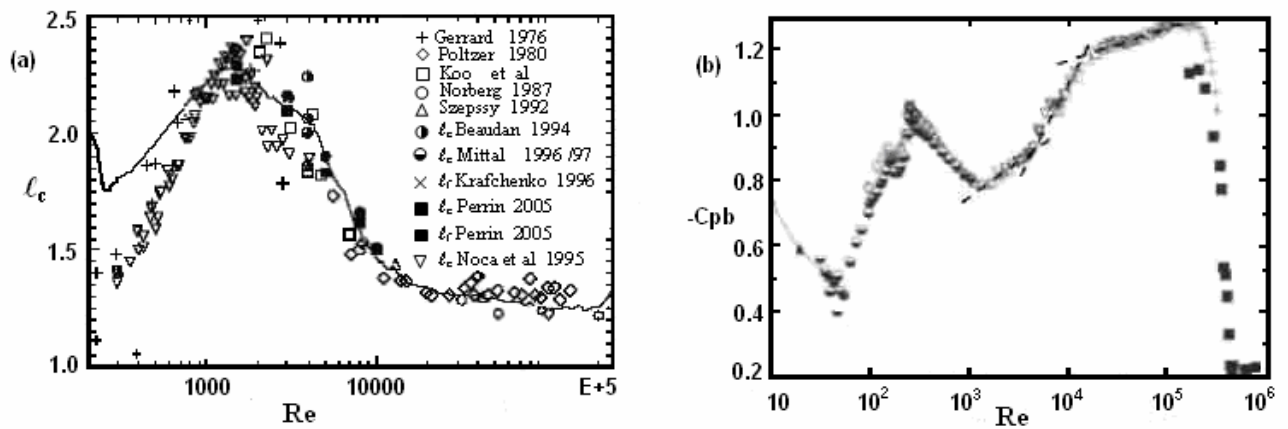 (a)
2.5
2.0
1.5
1.0
ℓc
1000
10000
E+5
Re
+ Gerrard 1976
◇ Poltzer 1980
□ Koo et al
○ Norberg 1987
△ Szepssy 1992
ℓc Beaudan 1994
ℓc Mittal 1996 /97
× ℓf Krafchenko 1996
■ ℓc Perrin 2005
■ ℓf Perrin 2005
▽ ℓc Noca et al 1995
(b)
1.2
1.0
0.8
-Cpb
0.6
0.4
0.2
10
10²
10³
10⁴
10⁵
10⁶
Re